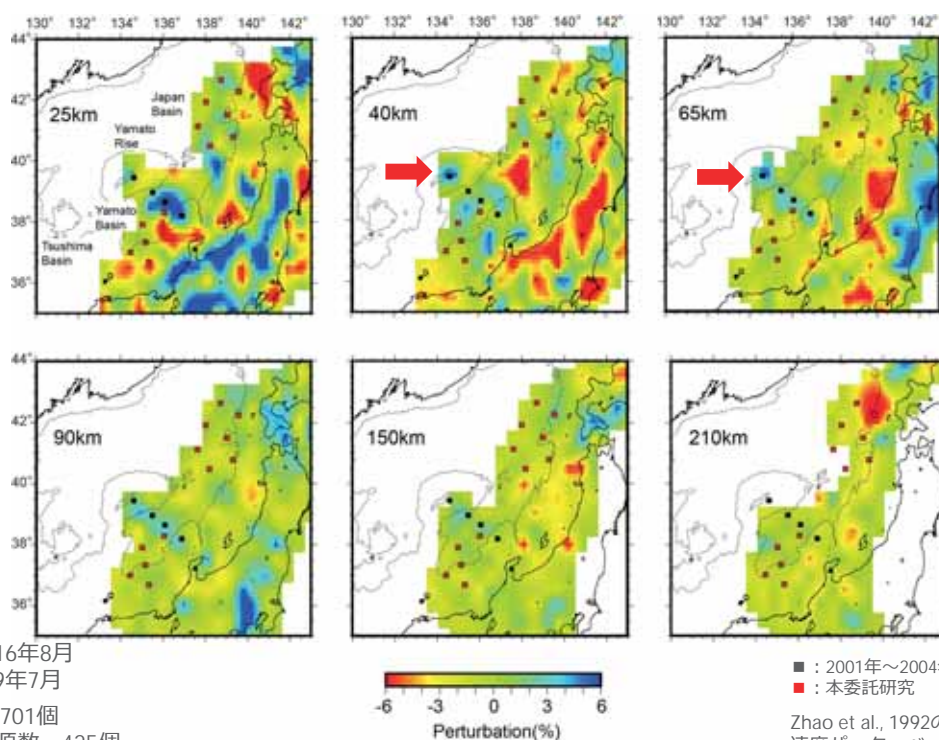 130° 132° 134° 136° 138° 140° 142°
130° 132° 134° 136° 138° 140° 142°
130° 132° 134° 136° 138° 140° 142°
44°
42°
40°
38°
36°
25km
Japan
Basin
Yamato
Rise
Yamato
Basin
Tsushima
Basin
40km
65km
44°
42°
40°
38°
36°
90km
150km
210km
16年8月
9年7月
701個
-6 -3 0 3 6
Perturbation(%)
■：2001年～2004
■：本委託研究
Zhao et al., 1992の